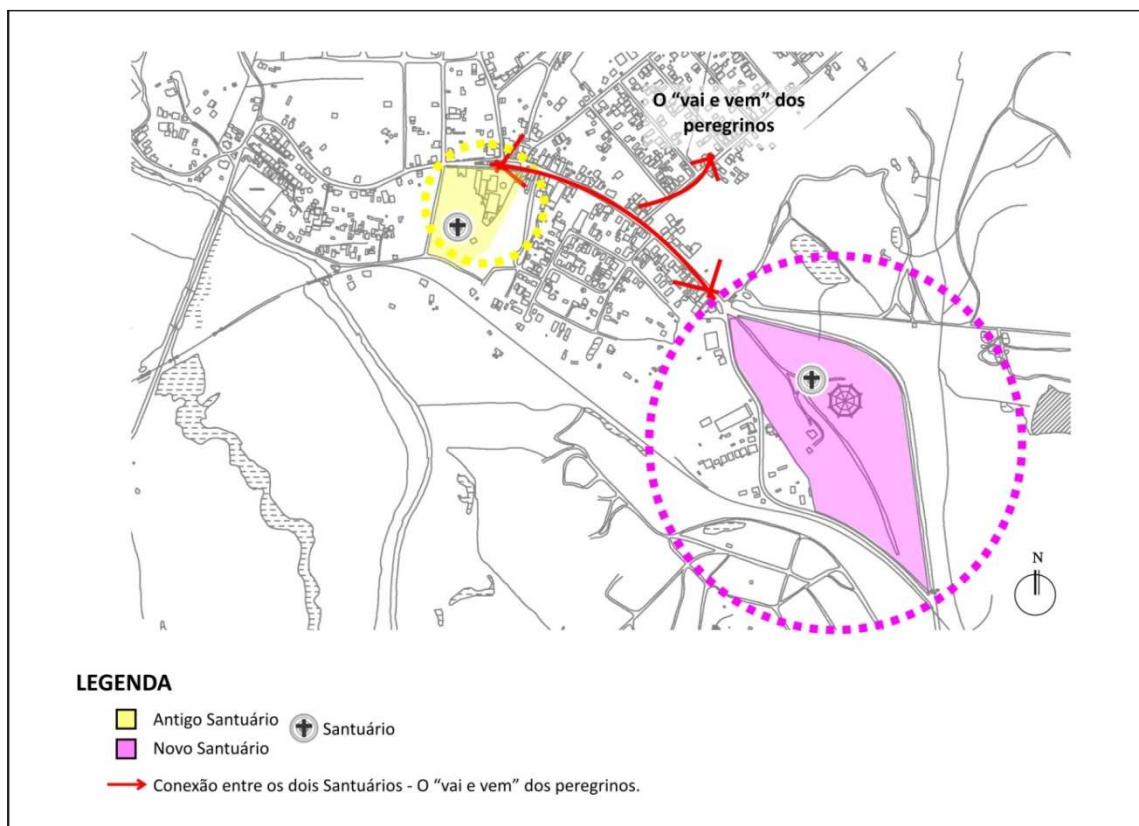 O “vai e vem” dos
peregrinos
N
LEGENDA
Antigo Santuário
Santuário
Novo Santuário
Conexão entre os dois Santuários - O “vai e vem” dos peregrinos.